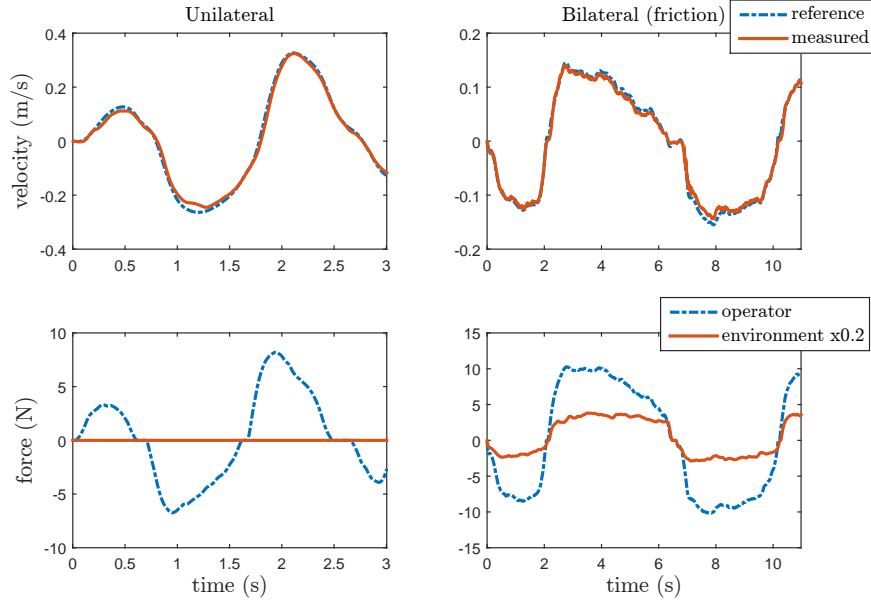 Unilateral
Bilateral (friction)
reference
measured
velocity (m/s)
0.4
0.2
0
-0.2
-0.4
0 0.5 1 1.5 2 2.5 3
0.2
0.1
0
-0.1
-0.2
0 2 4 6 8 10
operator
environment x0.2
force (N)
10
5
0
-5
-10
0 0.5 1 1.5 2 2.5 3
time (s)
15
10
5
0
-5
-10
-15
0 2 4 6 8 10
time (s)